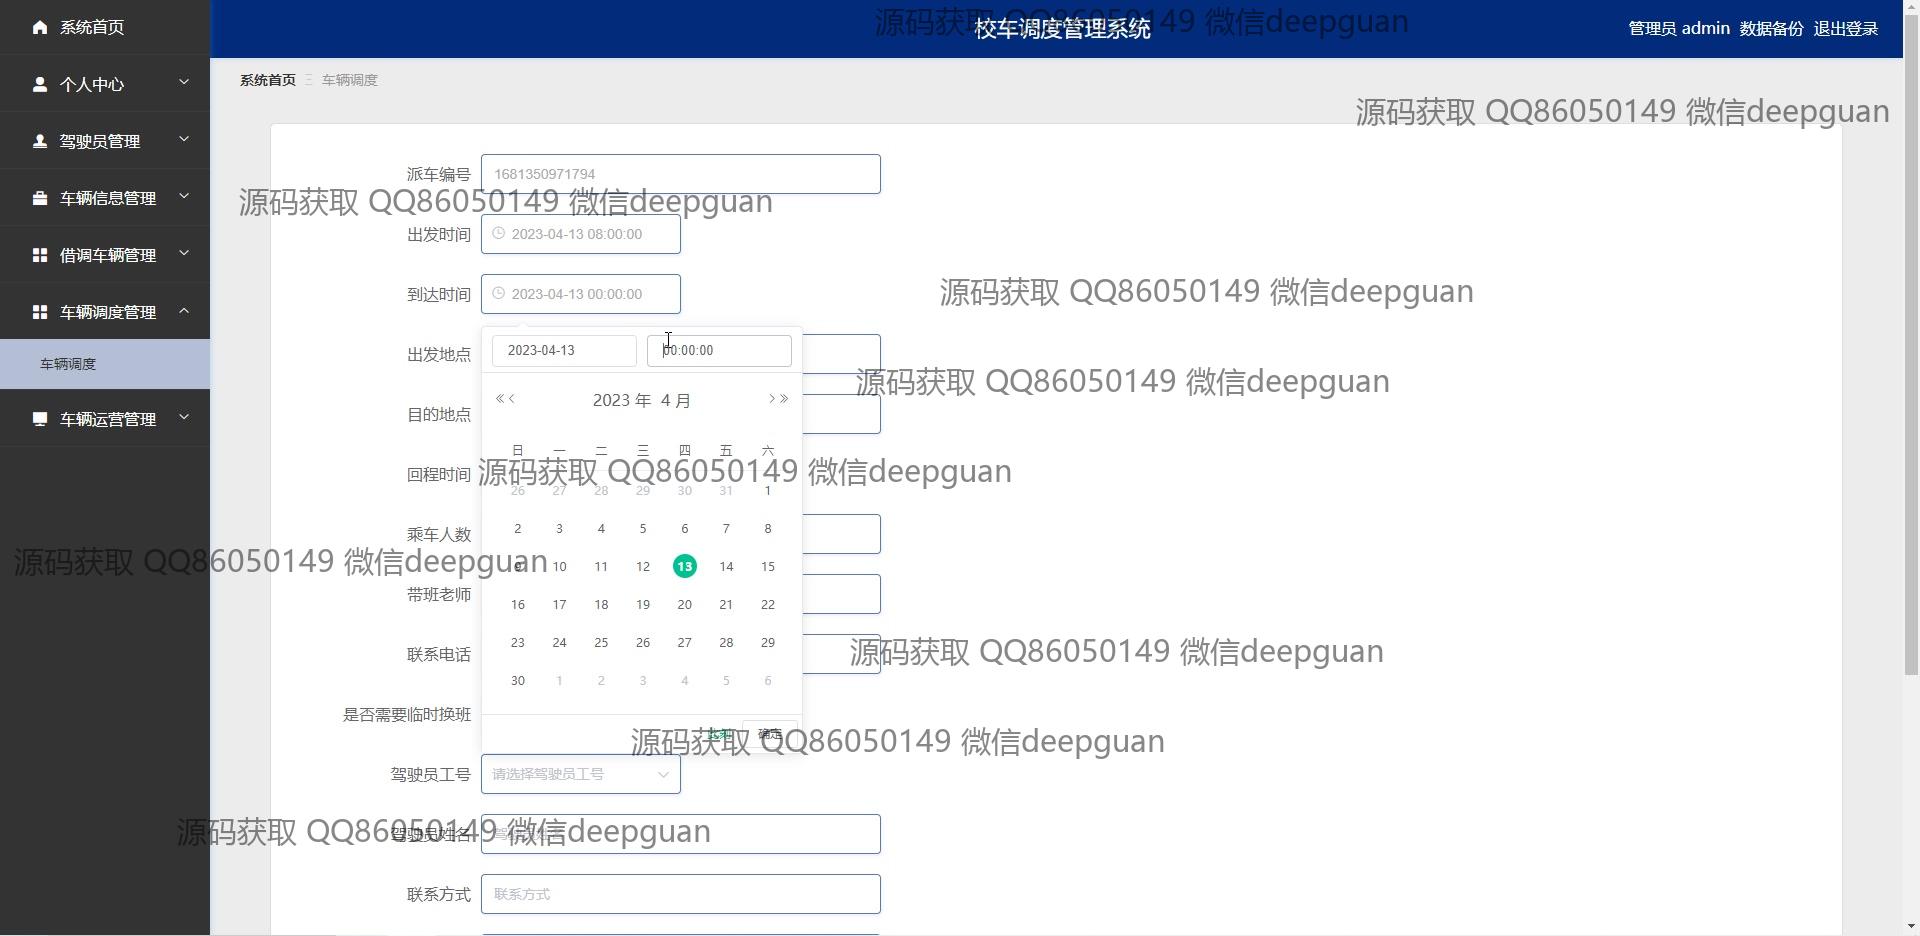 系统首页
个人中心
驾驶员管理
车辆信息管理
借调车辆管理
车辆调度管理
车辆调度
车辆运营管理
校车调度管理系统
管理员 admin 数据备份 退出登录
系统首页 车辆调度
派车编号 1681350971794
出发时间 2023-04-13 08:00:00
到达时间 2023-04-13 00:00:00
2023-04-13 00:00:00
出发地点
2023 年 4 月
目的地点
日 一 二 三 四 五 六
回程时间
26 27 28 29 30 31 1
2 3 4 5 6 7 8
乘车人数
9 10 11 12 13 14 15
带班老师
16 17 18 19 20 21 22
23 24 25 26 27 28 29
联系电话
30 1 2 3 4 5 6
是否需要临时换班
此刻 确定
驾驶员工号 请选择驾驶员工号
驾驶员姓名 驾驶员姓名
联系方式 联系方式
源码获取 QQ86050149 微信deepguan
源码获取 QQ86050149 微信deepguan
源码获取 QQ86050149 微信deepguan
源码获取 QQ86050149 微信deepguan
源码获取 QQ86050149 微信deepguan
源码获取 QQ86050149 微信deepguan
源码获取 QQ86050149 微信deepguan
源码获取 QQ86050149 微信deepguan
源码获取 QQ86050149 微信deepguan
源码获取 QQ86050149 微信deepguan